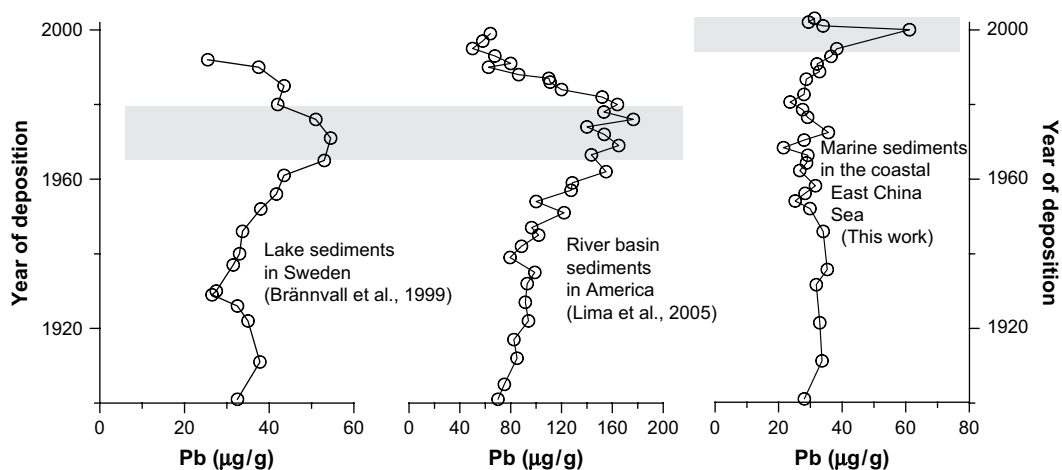 2000
1960
1920
Year of deposition
Lake sediments
in Sweden
(Brännvall et al., 1999)
0 20 40 60
Pb (µg/g)
River basin
sediments
in America
(Lima et al., 2005)
0 40 80 120 160 200
Pb (µg/g)
Marine sediments
in the coastal
East China
Sea
(This work)
0 20 40 60 80
Pb (µg/g)
2000
1960
1920
Year of deposition